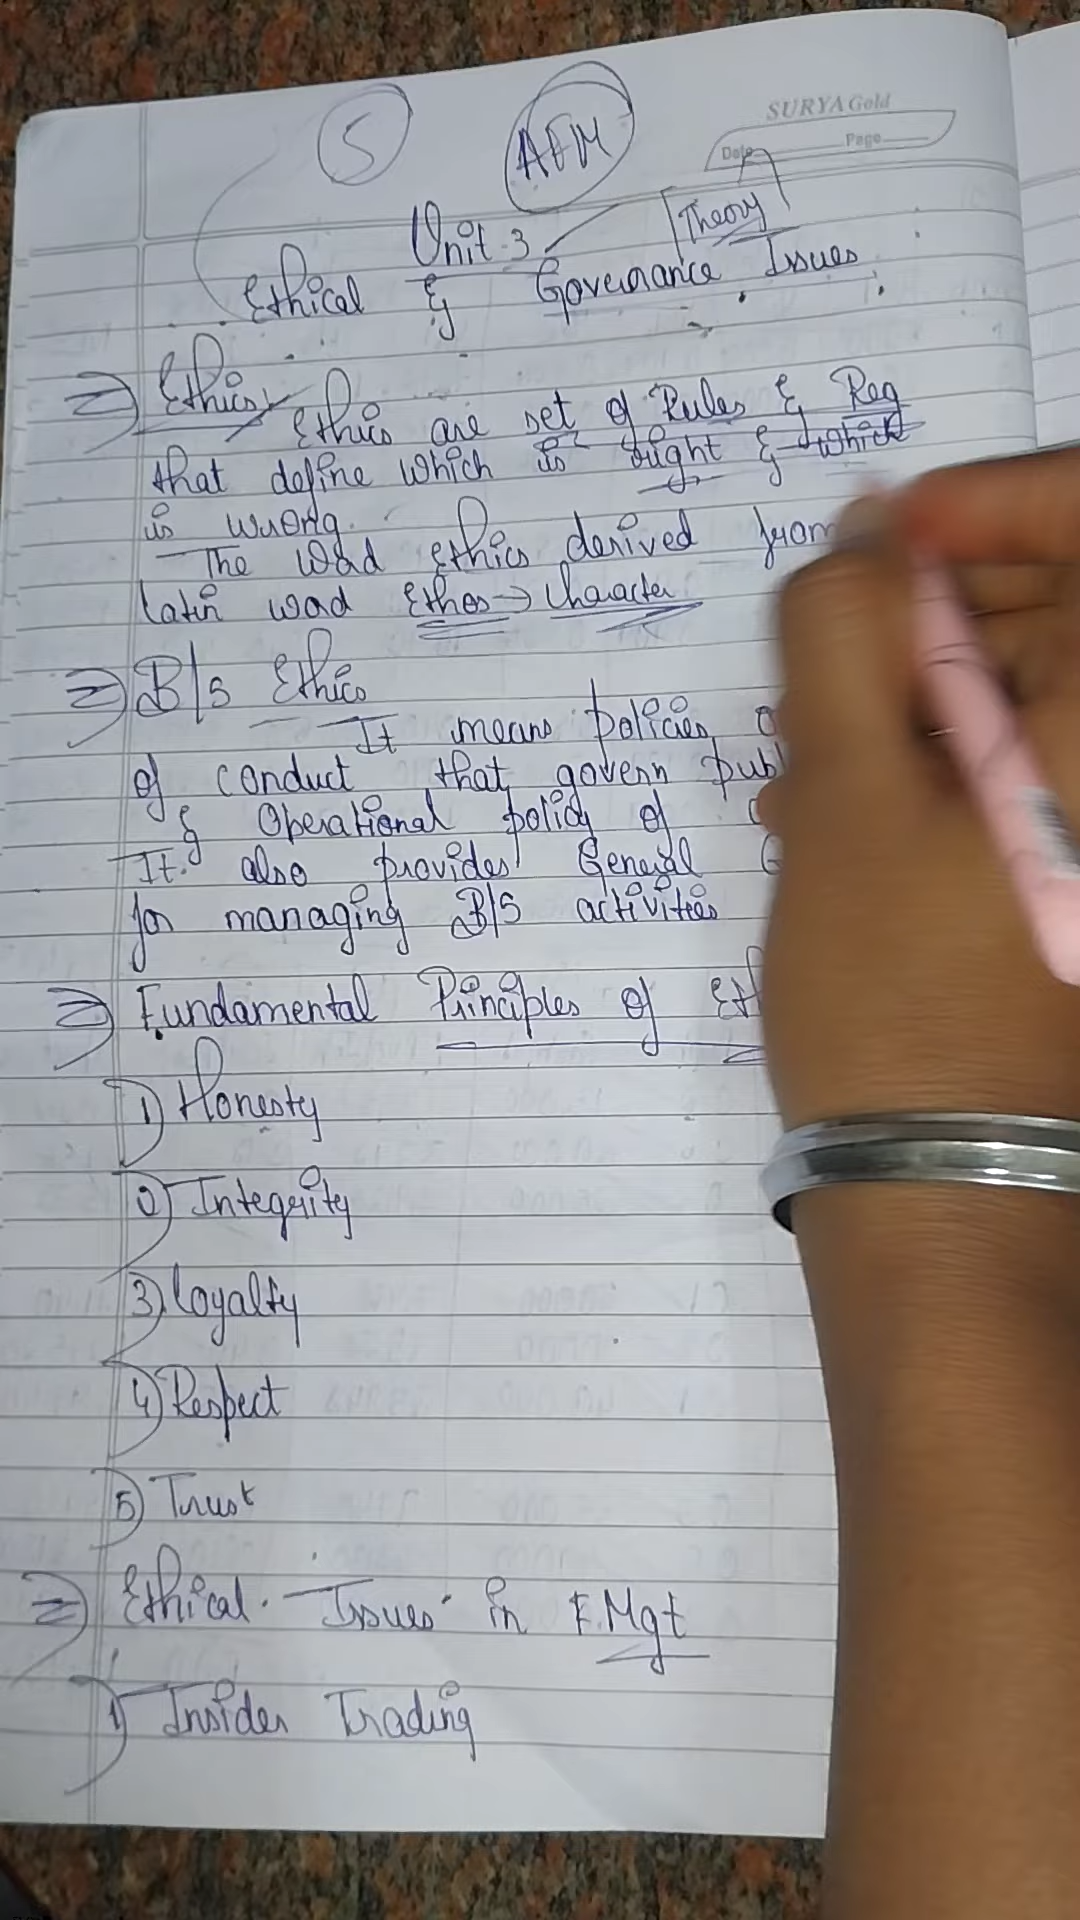 5
AFM
SURYA Gold
Date Page
Unit-3
Theory
Ethical & Governance Issues
Ethics
Ethics are set of Rules & Reg
that define which is right & which
is wrong.
The word ethics derived from
Latin word Ethos → Character
B/S Ethics
It means policies
of conduct that govern
& Operational policy of
It also provides General
for managing B/S activities
Fundamental Principles of
1) Honesty
2) Integrity
3) Loyalty
4) Respect
5) Trust
Ethical Issues in F.Mgt
1) Insider Trading